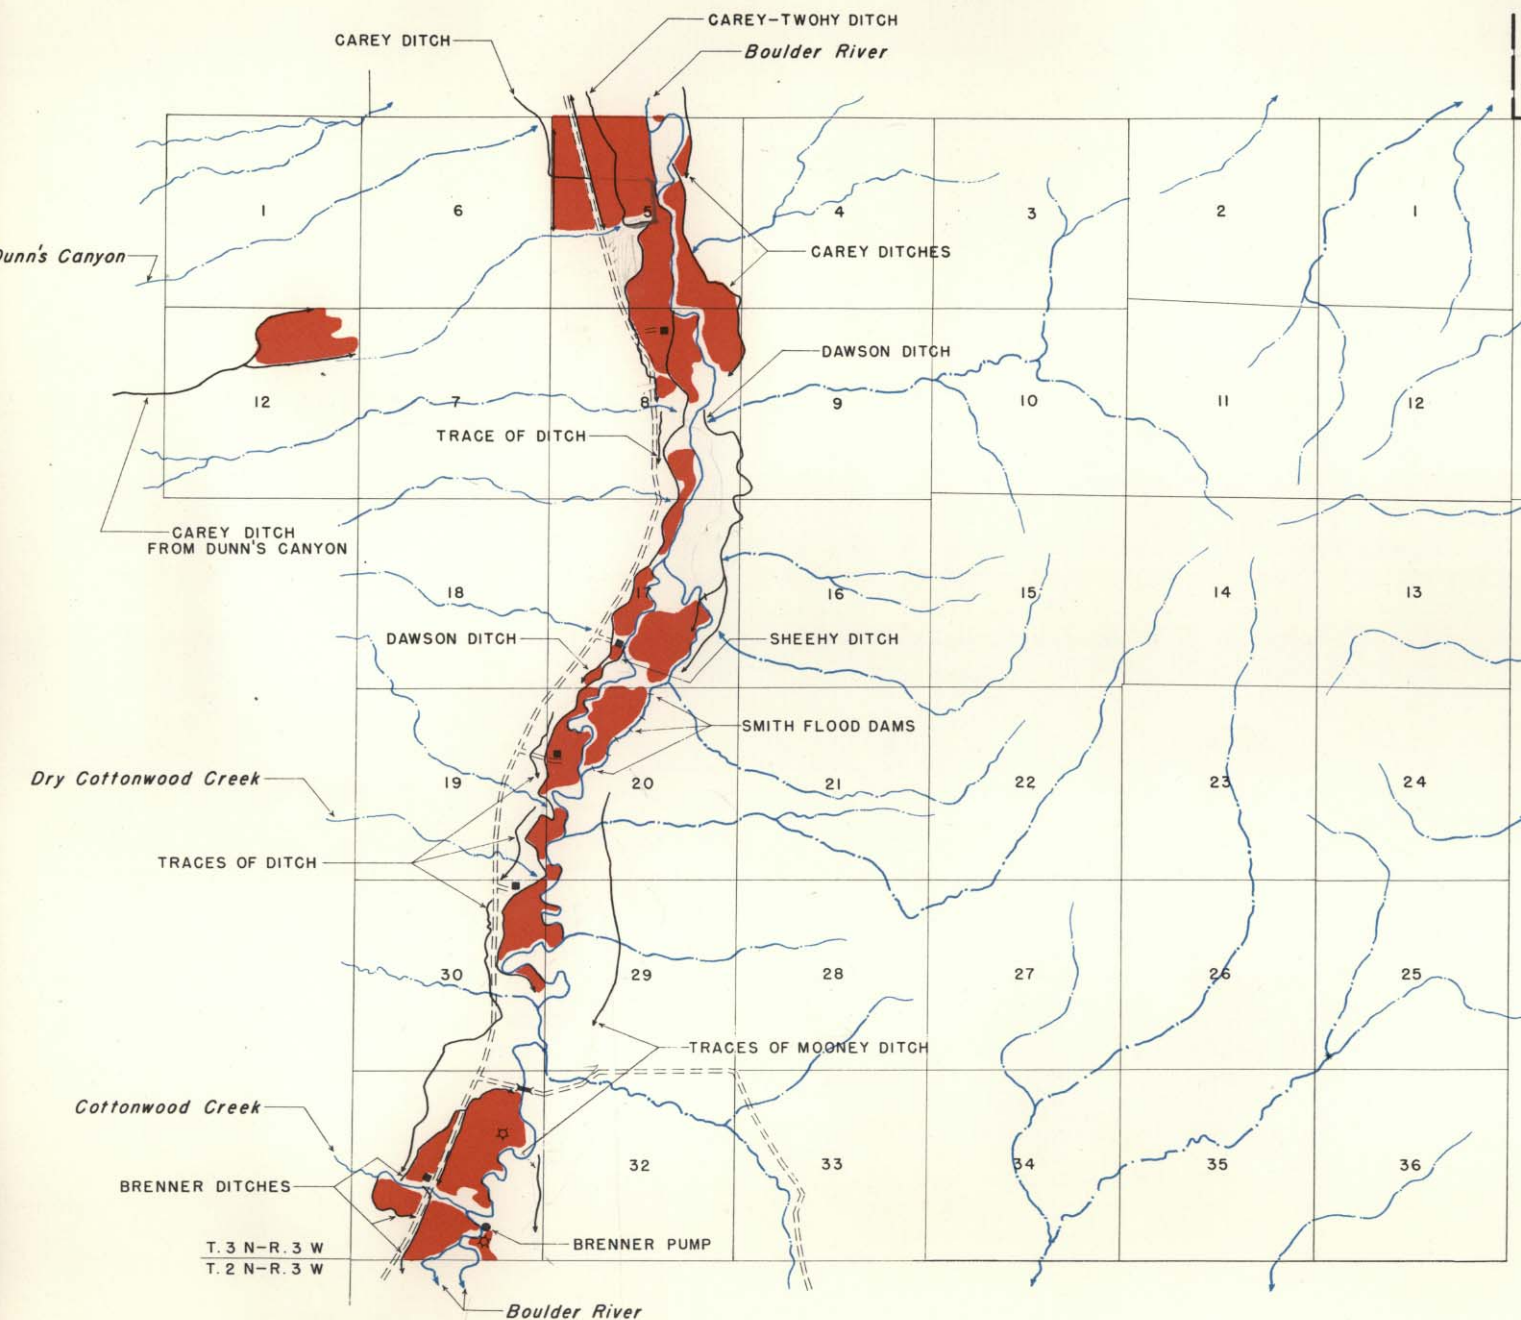 CAREY-TWOHY DITCH
CAREY DITCH
Boulder River
1
6
5
4
3
2
1
Dunn's Canyon
CAREY DITCHES
DAWSON DITCH
12
7
8
9
10
11
12
TRACE OF DITCH
CAREY DITCH
FROM DUNN'S CANYON
18
17
16
15
14
13
DAWSON DITCH
SHEEHY DITCH
SMITH FLOOD DAMS
Dry Cottonwood Creek
19
20
21
22
23
24
TRACES OF DITCH
30
29
28
27
26
25
TRACES OF MOONEY DITCH
Cottonwood Creek
32
33
34
35
36
BRENNER DITCHES
T. 3 N-R. 3 W
BRENNER PUMP
T. 2 N-R. 3 W
Boulder River